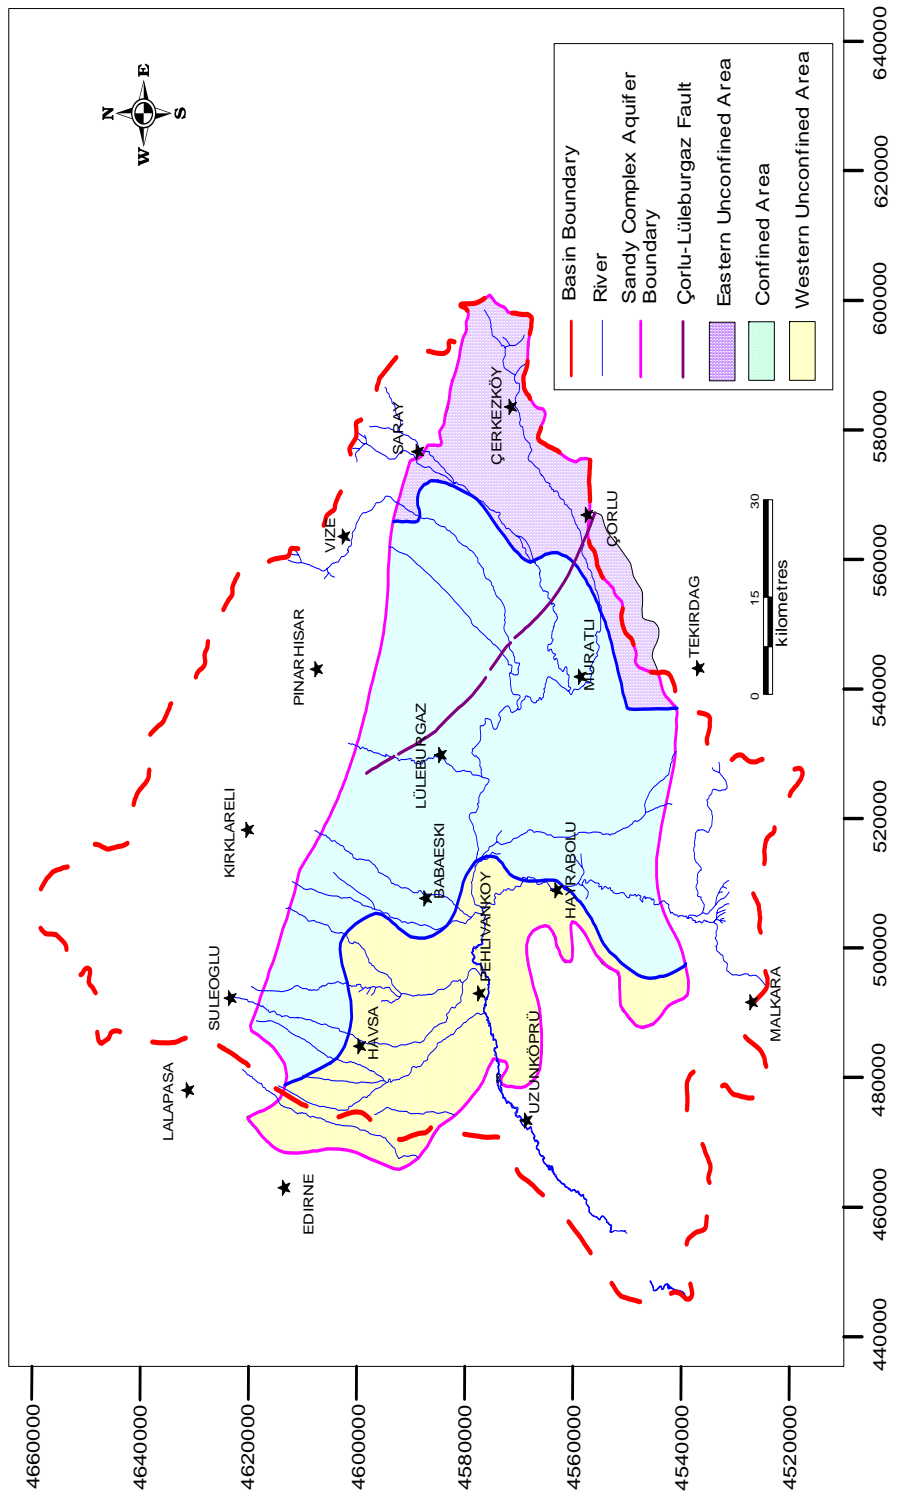 N
E
S
W
KIRKLARELI
PINARHISAR
VIZE
SARAY
ÇERKEZKÖY
ÇORLU
TEKIRDAG
MURATLI
LÜLEBURGAZ
BABAESKI
HAYRABOLU
PEHLIVANKOY
SULEOGLU
LALAPASA
EDIRNE
HAVSA
UZUNKÖPRÜ
MALKARA
Basin Boundary
River
Sandy Complex Aquifer
Boundary
Çorlu-Lüleburgaz Fault
Eastern Unconfined Area
Confined Area
Western Unconfined Area
0 15 30
kilometres
4660000
4640000
4620000
4600000
4580000
4560000
4540000
4520000
440000 460000 480000 500000 520000 540000 560000 580000 600000 620000 640000